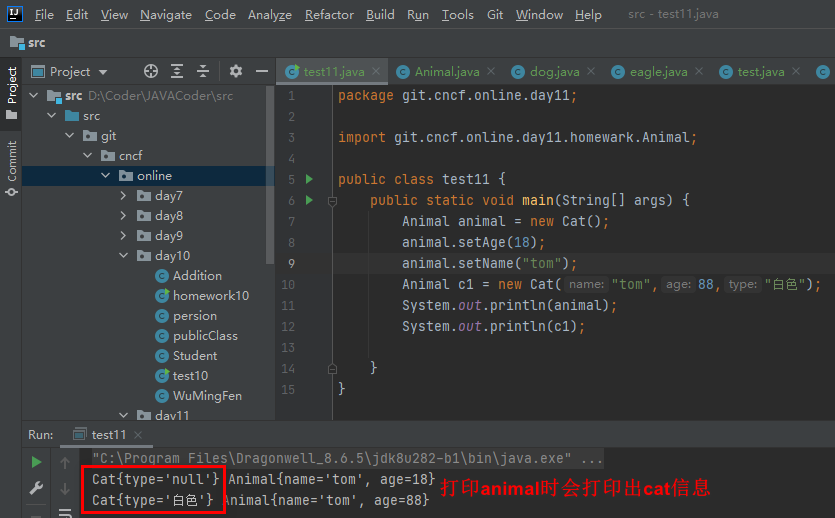 IJ File Edit View Navigate Code Analyze Refactor Build Run Tools Git Window Help src - test11.java
src
Project
Commit
Project
src D:\Coder\JAVACoder\src
src
git
cncf
online
day7
day8
day9
day10
Addition
homework10
persion
publicClass
Student
test10
WuMingFen
day11
test11.java Animal.java dog.java eagle.java test.java
1 package git.cncf.online.day11;
2
3 import git.cncf.online.day11.homewark.Animal;
4
5 public class test11 {
6 public static void main(String[] args) {
7 Animal animal = new Cat();
8 animal.setAge(18);
9 animal.setName("tom");
10 Animal c1 = new Cat( name: "tom", age: 88, type: "白色");
11 System.out.println(animal);
12 System.out.println(c1);
13
14 }
15 }
Run: test11
"C:\Program Files\Dragonwell_8.6.5\jdk8u282-b1\bin\java.exe" ...
Cat{type='null'} Animal{name='tom', age=18}
Cat{type='白色'} Animal{name='tom', age=88}
打印animal时会打印出cat信息